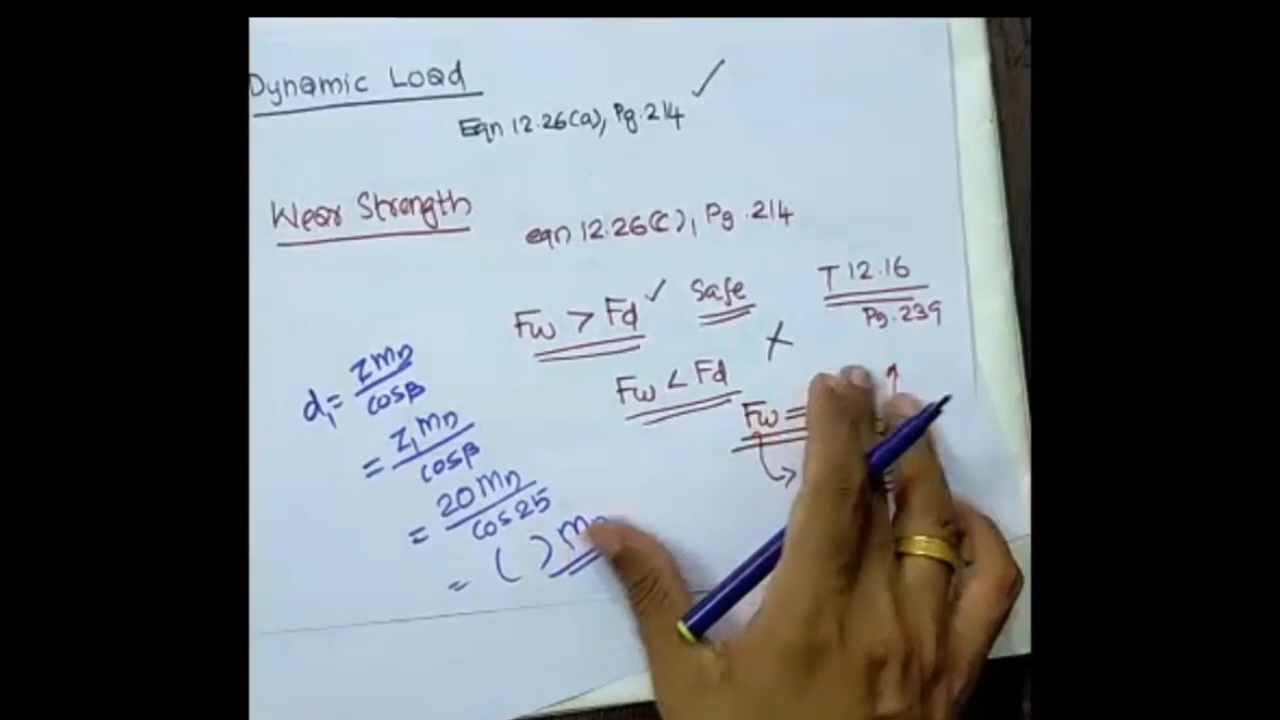 Dynamic Load
Eqn 12.26(a), Pg.214 ✓
Wear Strength
eqn 12.26(c), Pg.214
T 12.16
Pg.239
Fw > Fd ✓ Safe
Fw < Fd ×
Fw =
d₁ = Zmn/cosβ
= Z₁mn/cosβ
= 20mn/cos25
= ( ) mn